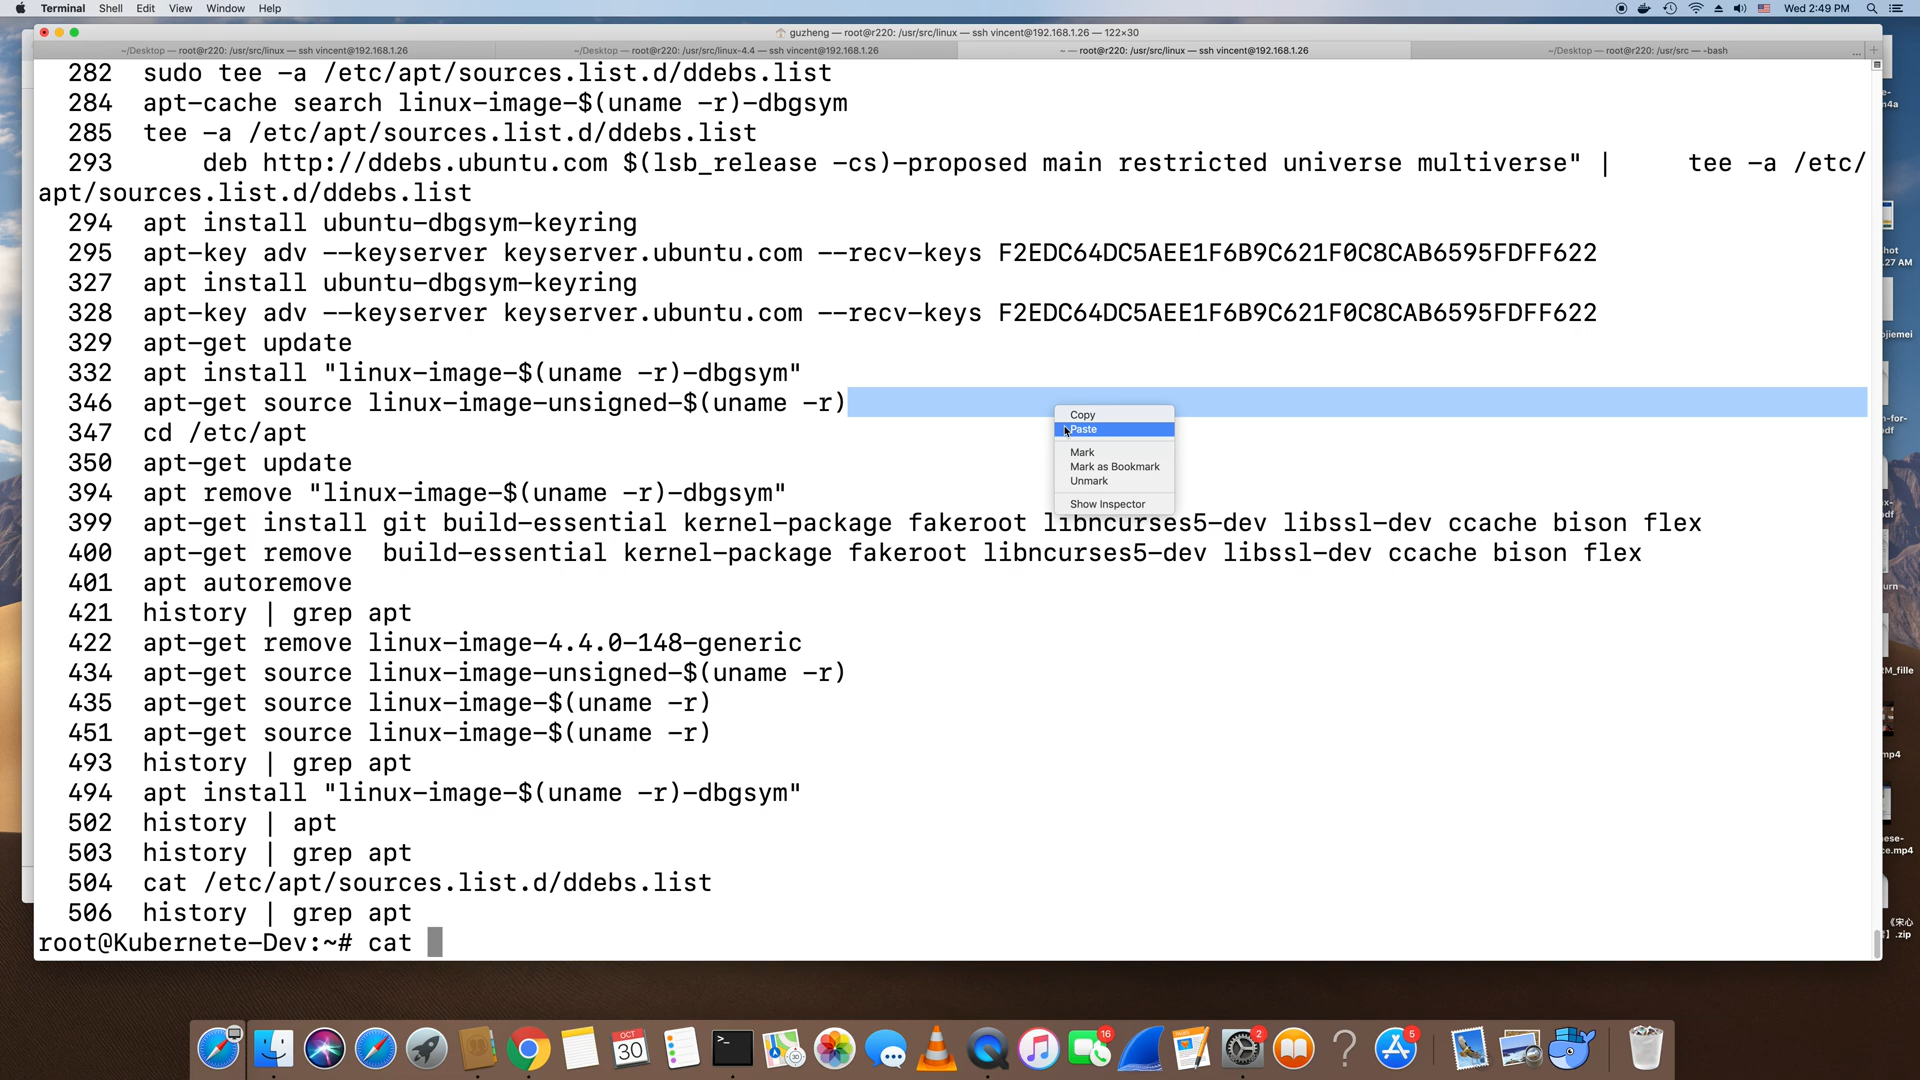 Terminal Shell Edit View Window Help Wed 2:49 PM
guzheng — root@r220: /usr/src/linux — ssh vincent@192.168.1.26 — 122×30
~/Desktop — root@r220: /usr/src/linux — ssh vincent@192.168.1.26 ~/Desktop — root@r220: /usr/src/linux-4.4 — ssh vincent@192.168.1.26 ~ — root@r220: /usr/src/linux — ssh vincent@192.168.1.26 ~/Desktop — root@r220: /usr/src — -bash
282 sudo tee -a /etc/apt/sources.list.d/ddebs.list
284 apt-cache search linux-image-$(uname -r)-dbgsym
285 tee -a /etc/apt/sources.list.d/ddebs.list
293 deb http://ddebs.ubuntu.com $(lsb_release -cs)-proposed main restricted universe multiverse" | tee -a /etc/
apt/sources.list.d/ddebs.list
294 apt install ubuntu-dbgsym-keyring
295 apt-key adv --keyserver keyserver.ubuntu.com --recv-keys F2EDC64DC5AEE1F6B9C621F0C8CAB6595FDFF622
327 apt install ubuntu-dbgsym-keyring
328 apt-key adv --keyserver keyserver.ubuntu.com --recv-keys F2EDC64DC5AEE1F6B9C621F0C8CAB6595FDFF622
329 apt-get update
332 apt install "linux-image-$(uname -r)-dbgsym"
346 apt-get source linux-image-unsigned-$(uname -r)
347 cd /etc/apt
350 apt-get update
394 apt remove "linux-image-$(uname -r)-dbgsym"
399 apt-get install git build-essential kernel-package fakeroot libncurses5-dev libssl-dev ccache bison flex
400 apt-get remove build-essential kernel-package fakeroot libncurses5-dev libssl-dev ccache bison flex
401 apt autoremove
421 history | grep apt
422 apt-get remove linux-image-4.4.0-148-generic
434 apt-get source linux-image-unsigned-$(uname -r)
435 apt-get source linux-image-$(uname -r)
451 apt-get source linux-image-$(uname -r)
493 history | grep apt
494 apt install "linux-image-$(uname -r)-dbgsym"
502 history | apt
503 history | grep apt
504 cat /etc/apt/sources.list.d/ddebs.list
506 history | grep apt
root@Kubernete-Dev:~# cat
Copy
Paste
Mark
Mark as Bookmark
Unmark
Show Inspector
OCT
30
16
2
5